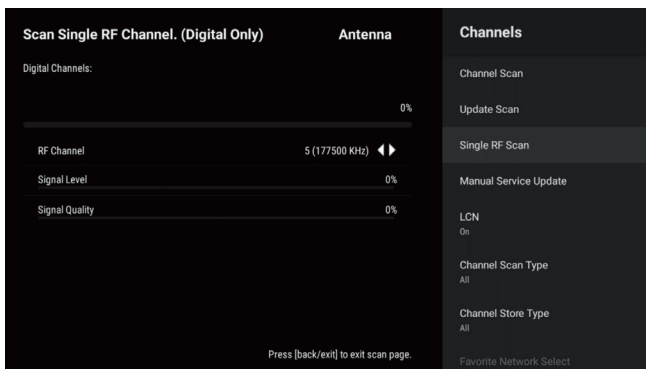 Scan Single RF Channel. (Digital Only) Antenna
Digital Channels:
0%
RF Channel 5 (177500 KHz)
Signal Level 0%
Signal Quality 0%
Press [back/exit] to exit scan page.
Channels
Channel Scan
Update Scan
Single RF Scan
Manual Service Update
LCN
On
Channel Scan Type
All
Channel Store Type
All
Favorite Network Select